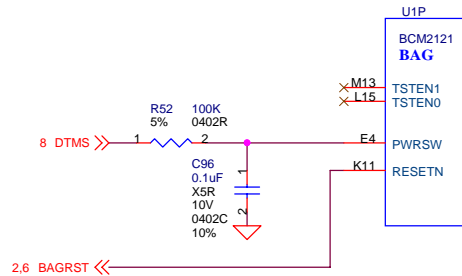 U1P
BCM2121
BAG
M13 TSTEN1
L15 TSTEN0
R52 100K
5% 0402R
8 DTMS 1 2 E4 PWRSW
K11 RESETN
C96
0.1uF
X5R
10V
0402C
10%
1
2
2,6 BAGRST